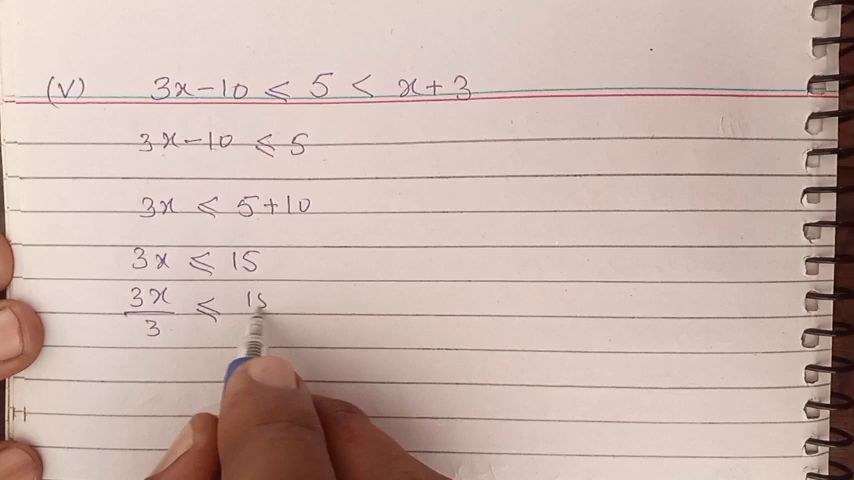 (V) 3x-10 ⩽ 5 < x+3
3x-10 ⩽ 5
3x ⩽ 5+10
3x ⩽ 15
3x/3 ⩽ 15